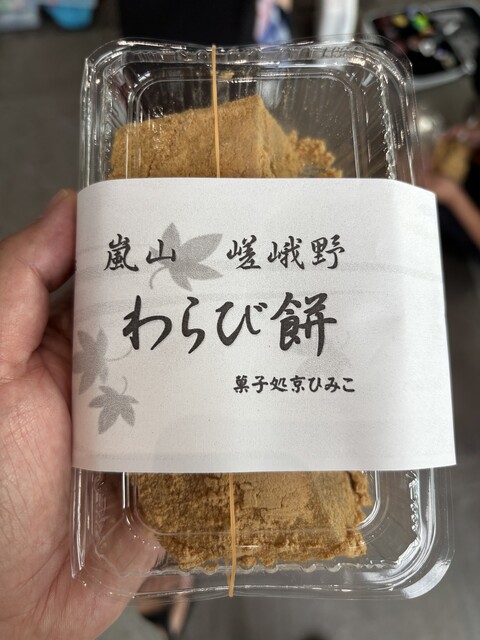 嵐山 嵯峨野
わらび餅
菓子処京ひみこ